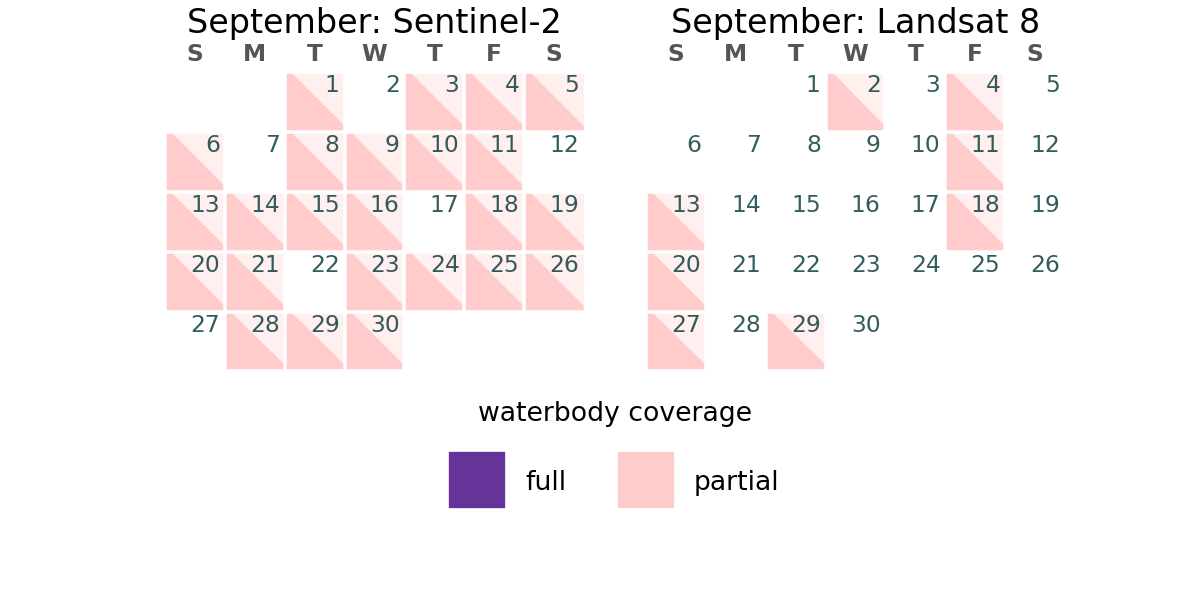 September: Sentinel-2
S M T W T F S
1 2 3 4 5
6 7 8 9 10 11 12
13 14 15 16 17 18 19
20 21 22 23 24 25 26
27 28 29 30
September: Landsat 8
S M T W T F S
1 2 3 4 5
6 7 8 9 10 11 12
13 14 15 16 17 18 19
20 21 22 23 24 25 26
27 28 29 30
waterbody coverage
full
partial